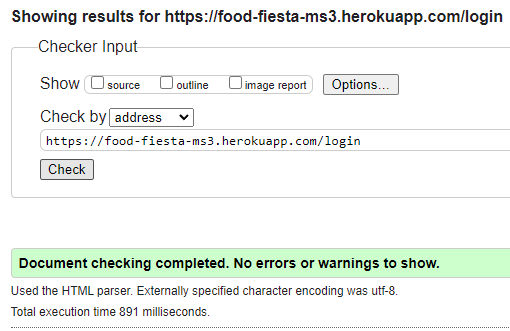 Showing results for https://food-fiesta-ms3.herokuapp.com/login
Checker Input
Show source outline image report Options...
Check by address
https://food-fiesta-ms3.herokuapp.com/login
Check
Document checking completed. No errors or warnings to show.
Used the HTML parser. Externally specified character encoding was utf-8.
Total execution time 891 milliseconds.